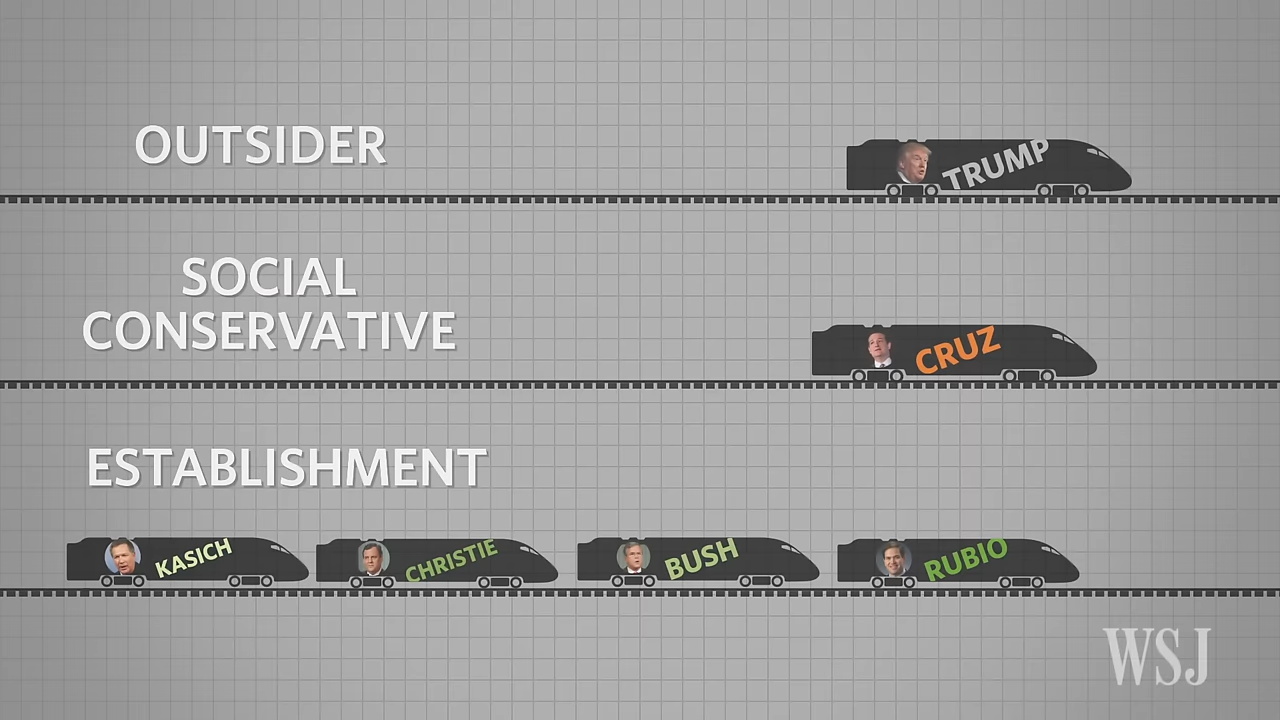 OUTSIDER
TRUMP
SOCIAL
CONSERVATIVE
CRUZ
ESTABLISHMENT
KASICH
CHRISTIE
BUSH
RUBIO
WSJ